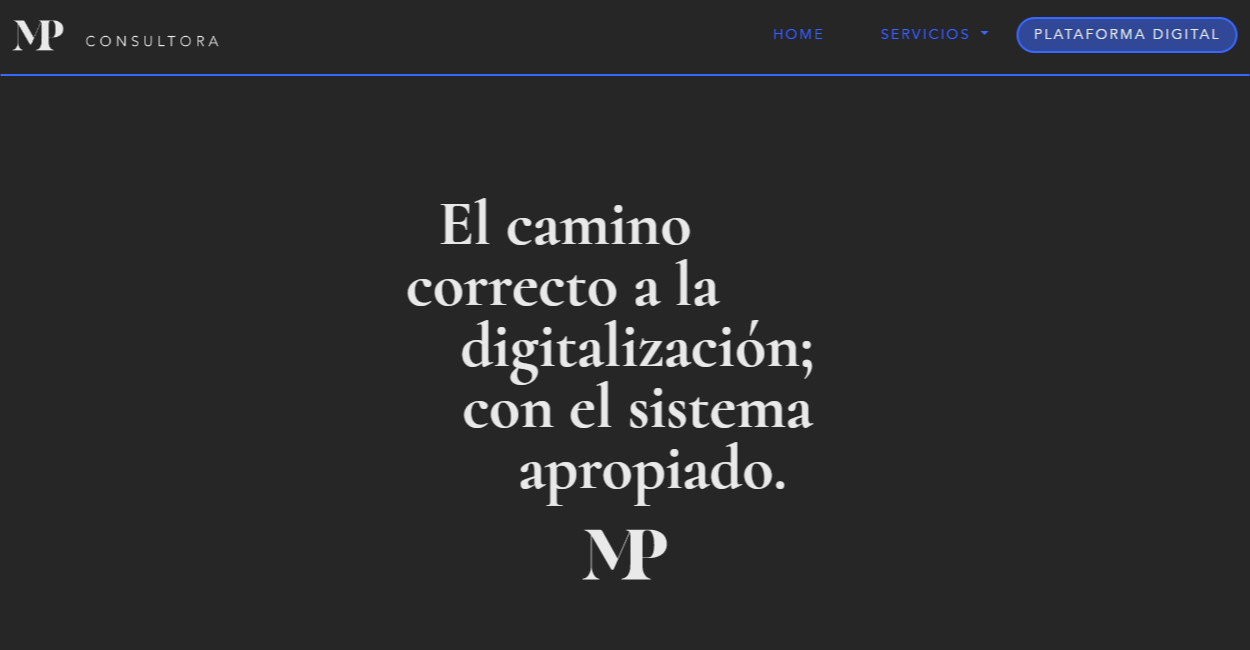 MP CONSULTORA
HOME SERVICIOS PLATAFORMA DIGITAL
El camino
correcto a la
digitalización;
con el sistema
apropiado.
MP